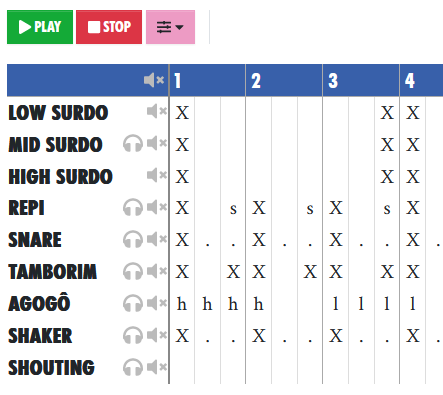 PLAY STOP
1 2 3 4
LOW SURDO X X X
MID SURDO X X X
HIGH SURDO X X X
REPI X s X s X s X
SNARE X . . X . . X . . X .
TAMBORIM X X X X X X X
AGOGÔ h h h h l l l l
SHAKER X . . X . . X . . X .
SHOUTING